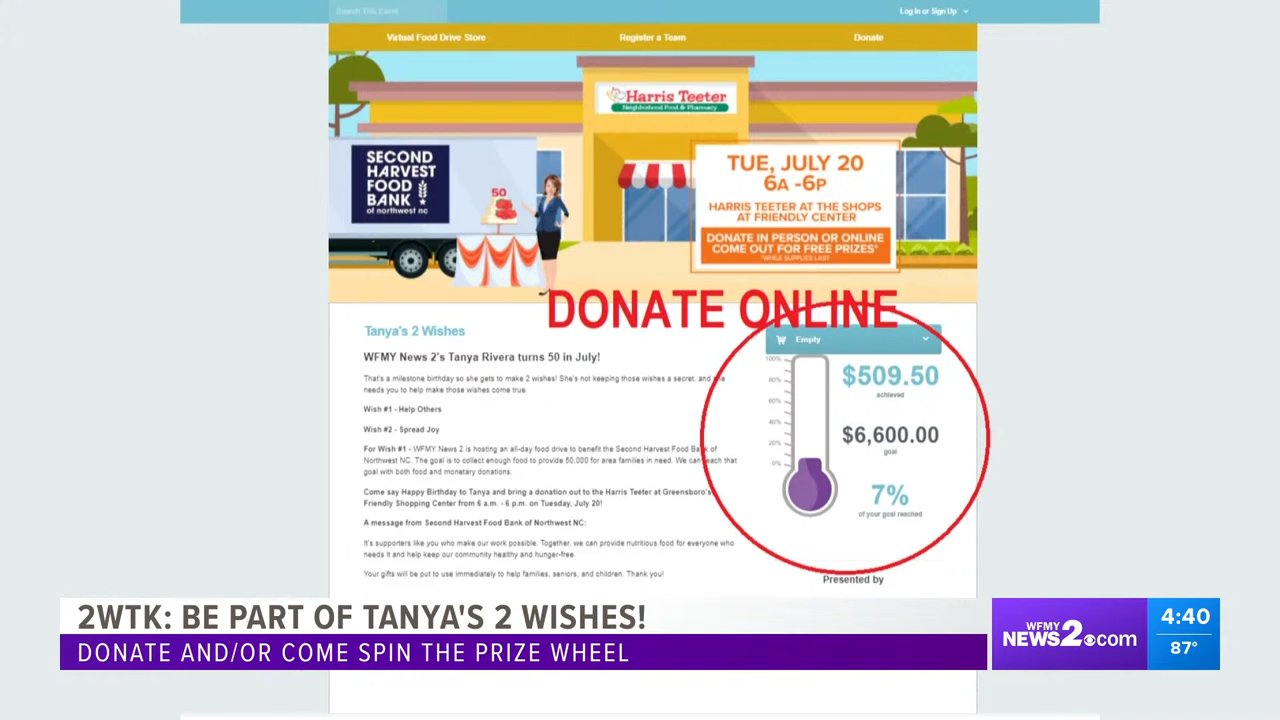 Search This Event
Log In or Sign Up
Virtual Food Drive Store
Register a Team
Donate
Harris Teeter
Neighborhood Food & Pharmacy
SECOND
HARVEST
FOOD
BANK
of northwest nc
50
TUE, JULY 20
6A -6P
HARRIS TEETER AT THE SHOPS
AT FRIENDLY CENTER
DONATE IN PERSON OR ONLINE
COME OUT FOR FREE PRIZES*
*WHILE SUPPLIES LAST
DONATE ONLINE
Tanya's 2 Wishes
WFMY News 2's Tanya Rivera turns 50 in July!
That's a milestone birthday so she gets to make 2 wishes! She's not keeping those wishes a secret, and she
needs you to help make those wishes come true.
Wish #1 - Help Others
Wish #2 - Spread Joy
For Wish #1 - WFMY News 2 is hosting an all-day food drive to benefit the Second Harvest Food Bank of
Northwest NC. The goal is to collect enough food to provide 50,000 for area families in need. We can reach that
goal with both food and monetary donations.
Come say Happy Birthday to Tanya and bring a donation out to the Harris Teeter at Greensboro's
Friendly Shopping Center from 6 a.m. - 6 p.m. on Tuesday, July 20!
A message from Second Harvest Food Bank of Northwest NC:
It's supporters like you who make our work possible. Together, we can provide nutritious food for everyone who
needs it and help keep our community healthy and hunger-free.
Your gifts will be put to use immediately to help families, seniors, and children. Thank you!
Empty
100%
80%
60%
40%
20%
0%
$509.50
achieved
$6,600.00
goal
7%
of your goal reached
Presented by
2WTK: BE PART OF TANYA'S 2 WISHES!
DONATE AND/OR COME SPIN THE PRIZE WHEEL
WFMY
NEWS 2 com
4:40
87°